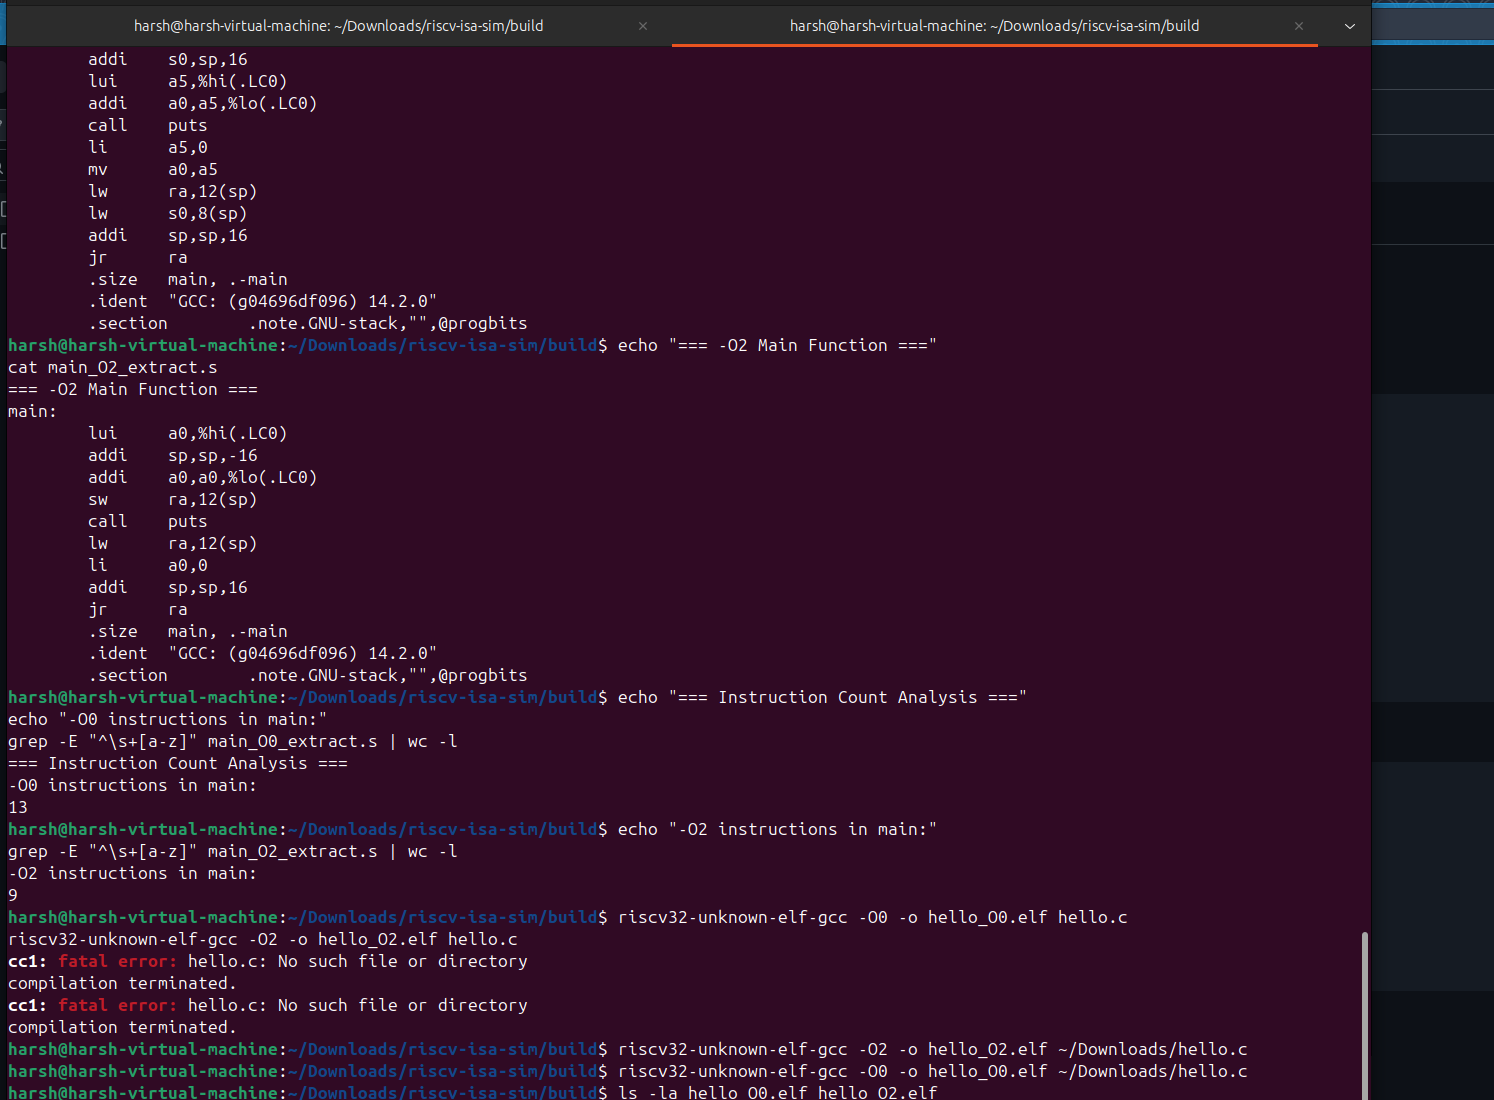 harsh@harsh-virtual-machine: ~/Downloads/riscv-isa-sim/build × harsh@harsh-virtual-machine: ~/Downloads/riscv-isa-sim/build ×
addi s0,sp,16
lui a5,%hi(.LC0)
addi a0,a5,%lo(.LC0)
call puts
li a5,0
mv a0,a5
lw ra,12(sp)
lw s0,8(sp)
addi sp,sp,16
jr ra
.size main, .-main
.ident "GCC: (g04696df096) 14.2.0"
.section .note.GNU-stack,"",@progbits
harsh@harsh-virtual-machine:~/Downloads/riscv-isa-sim/build$ echo "=== -O2 Main Function ==="
cat main_O2_extract.s
=== -O2 Main Function ===
main:
lui a0,%hi(.LC0)
addi sp,sp,-16
addi a0,a0,%lo(.LC0)
sw ra,12(sp)
call puts
lw ra,12(sp)
li a0,0
addi sp,sp,16
jr ra
.size main, .-main
.ident "GCC: (g04696df096) 14.2.0"
.section .note.GNU-stack,"",@progbits
harsh@harsh-virtual-machine:~/Downloads/riscv-isa-sim/build$ echo "=== Instruction Count Analysis ==="
echo "-O0 instructions in main:"
grep -E "^\s+[a-z]" main_O0_extract.s | wc -l
=== Instruction Count Analysis ===
-O0 instructions in main:
13
harsh@harsh-virtual-machine:~/Downloads/riscv-isa-sim/build$ echo "-O2 instructions in main:"
grep -E "^\s+[a-z]" main_O2_extract.s | wc -l
-O2 instructions in main:
9
harsh@harsh-virtual-machine:~/Downloads/riscv-isa-sim/build$ riscv32-unknown-elf-gcc -O0 -o hello_O0.elf hello.c
riscv32-unknown-elf-gcc -O2 -o hello_O2.elf hello.c
cc1: fatal error: hello.c: No such file or directory
compilation terminated.
cc1: fatal error: hello.c: No such file or directory
compilation terminated.
harsh@harsh-virtual-machine:~/Downloads/riscv-isa-sim/build$ riscv32-unknown-elf-gcc -O2 -o hello_O2.elf ~/Downloads/hello.c
harsh@harsh-virtual-machine:~/Downloads/riscv-isa-sim/build$ riscv32-unknown-elf-gcc -O0 -o hello_O0.elf ~/Downloads/hello.c
harsh@harsh-virtual-machine:~/Downloads/riscv-isa-sim/build$ ls -la hello_O0.elf hello_O2.elf